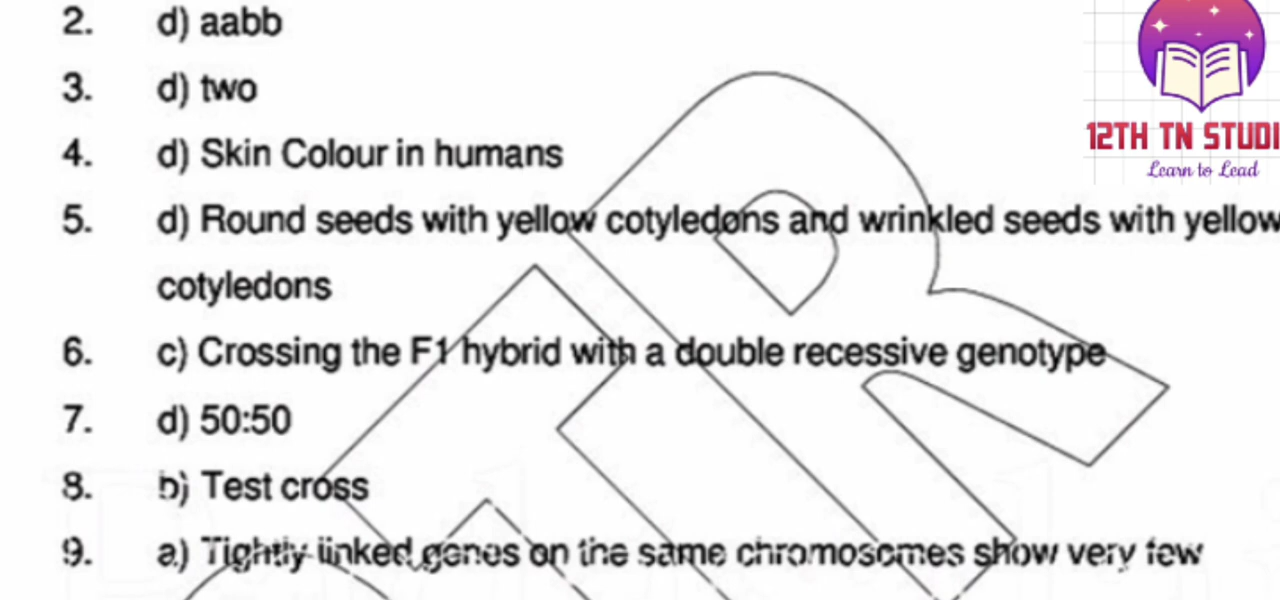 2. d) aabb
3. d) two
4. d) Skin Colour in humans
5. d) Round seeds with yellow cotyledons and wrinkled seeds with yellow
cotyledons
6. c) Crossing the F1 hybrid with a double recessive genotype
7. d) 50:50
8. b) Test cross
9. a) Tightly linked genes on the same chromosomes show very few
12TH TN STUDI
Learn to Lead